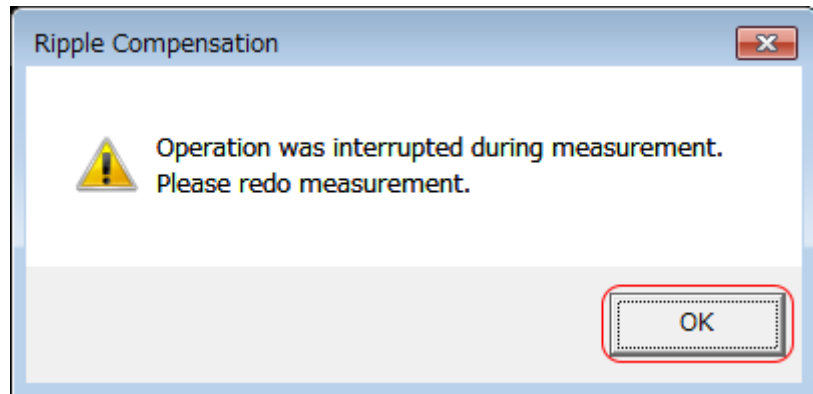 Ripple Compensation
Operation was interrupted during measurement.
Please redo measurement.
OK